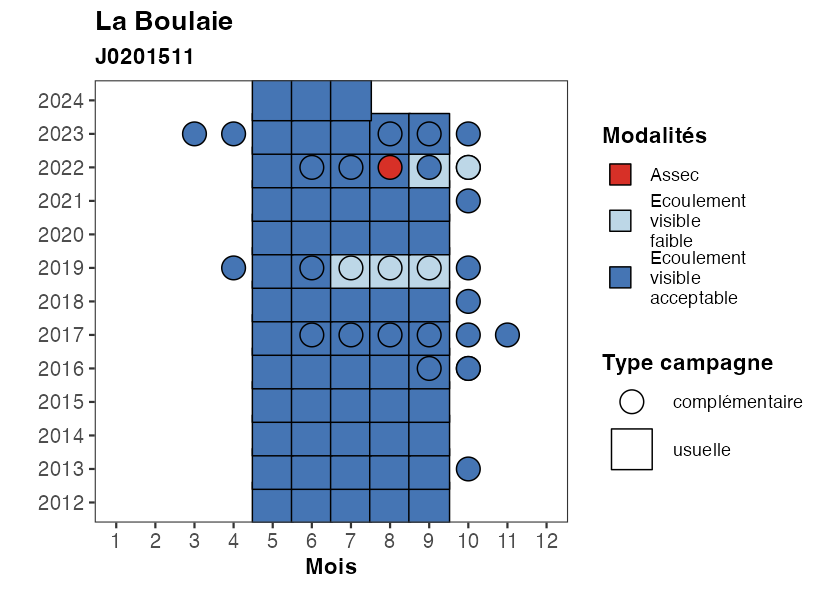 La Boulaie
J0201511
2024
2023
2022
2021
2020
2019
2018
2017
2016
2015
2014
2013
2012
1 2 3 4 5 6 7 8 9 10 11 12
Mois
Modalités
Assec
Ecoulement
visible
faible
Ecoulement
visible
acceptable
Type campagne
complémentaire
usuelle